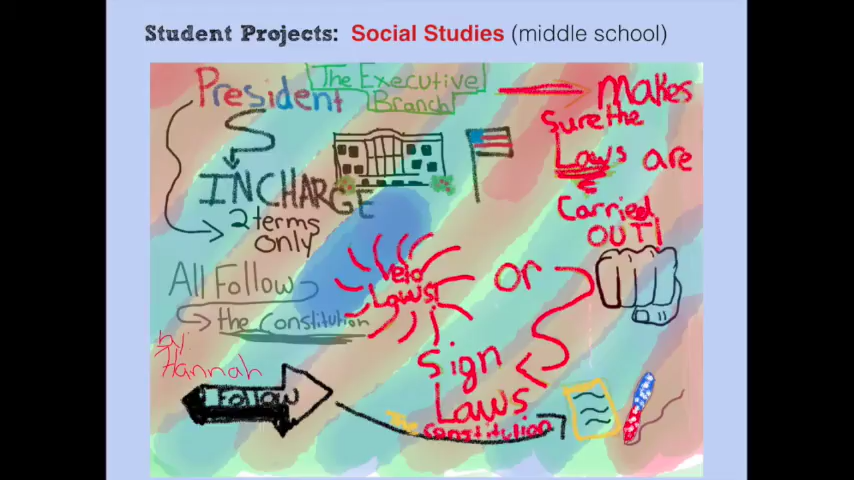 Student Projects: Social Studies (middle school)
The Executive
Branch
President
INCHARGE
2 terms
only
Makes
Sure the
Laws are
Carried
OUT!
All Follow
the Constitution
Veto
Laws!
or
Sign
Laws
by:
Hannah
Follow
Constitution